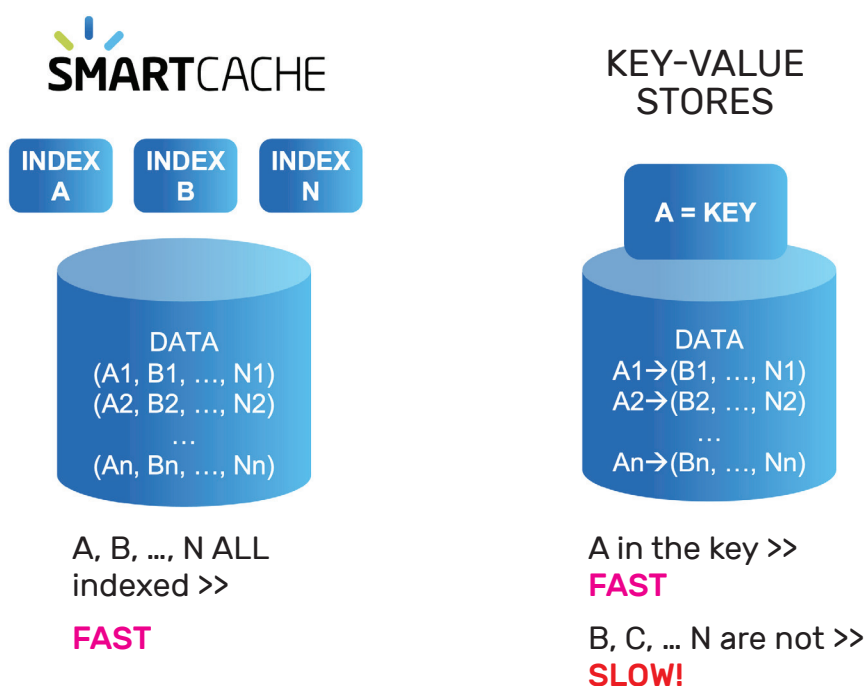 SMARTCACHE
INDEX
A
INDEX
B
INDEX
N
DATA
(A1, B1, ..., N1)
(A2, B2, ..., N2)
...
(An, Bn, ..., Nn)
A, B, ..., N ALL
indexed >>
FAST
KEY-VALUE
STORES
A = KEY
DATA
A1→(B1, ..., N1)
A2→(B2, ..., N2)
...
An→(Bn, ..., Nn)
A in the key >>
FAST
B, C, ... N are not >>
SLOW!